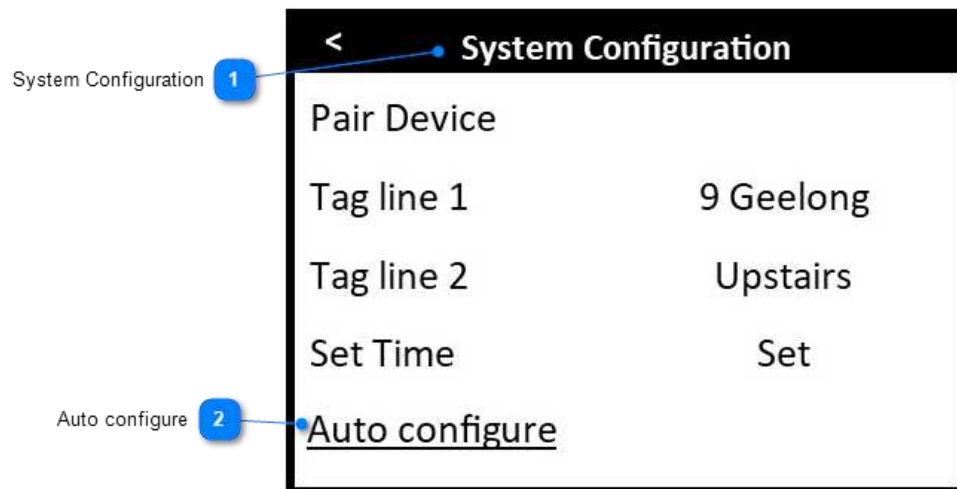 < System Configuration
System Configuration 1
Pair Device
Tag line 1 9 Geelong
Tag line 2 Upstairs
Set Time Set
Auto configure 2
Auto configure